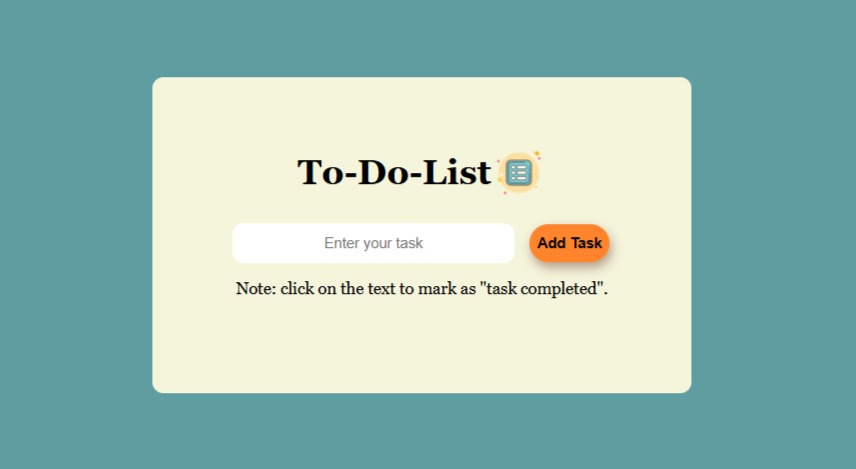 To-Do-List
Enter your task
Add Task
Note: click on the text to mark as "task completed".